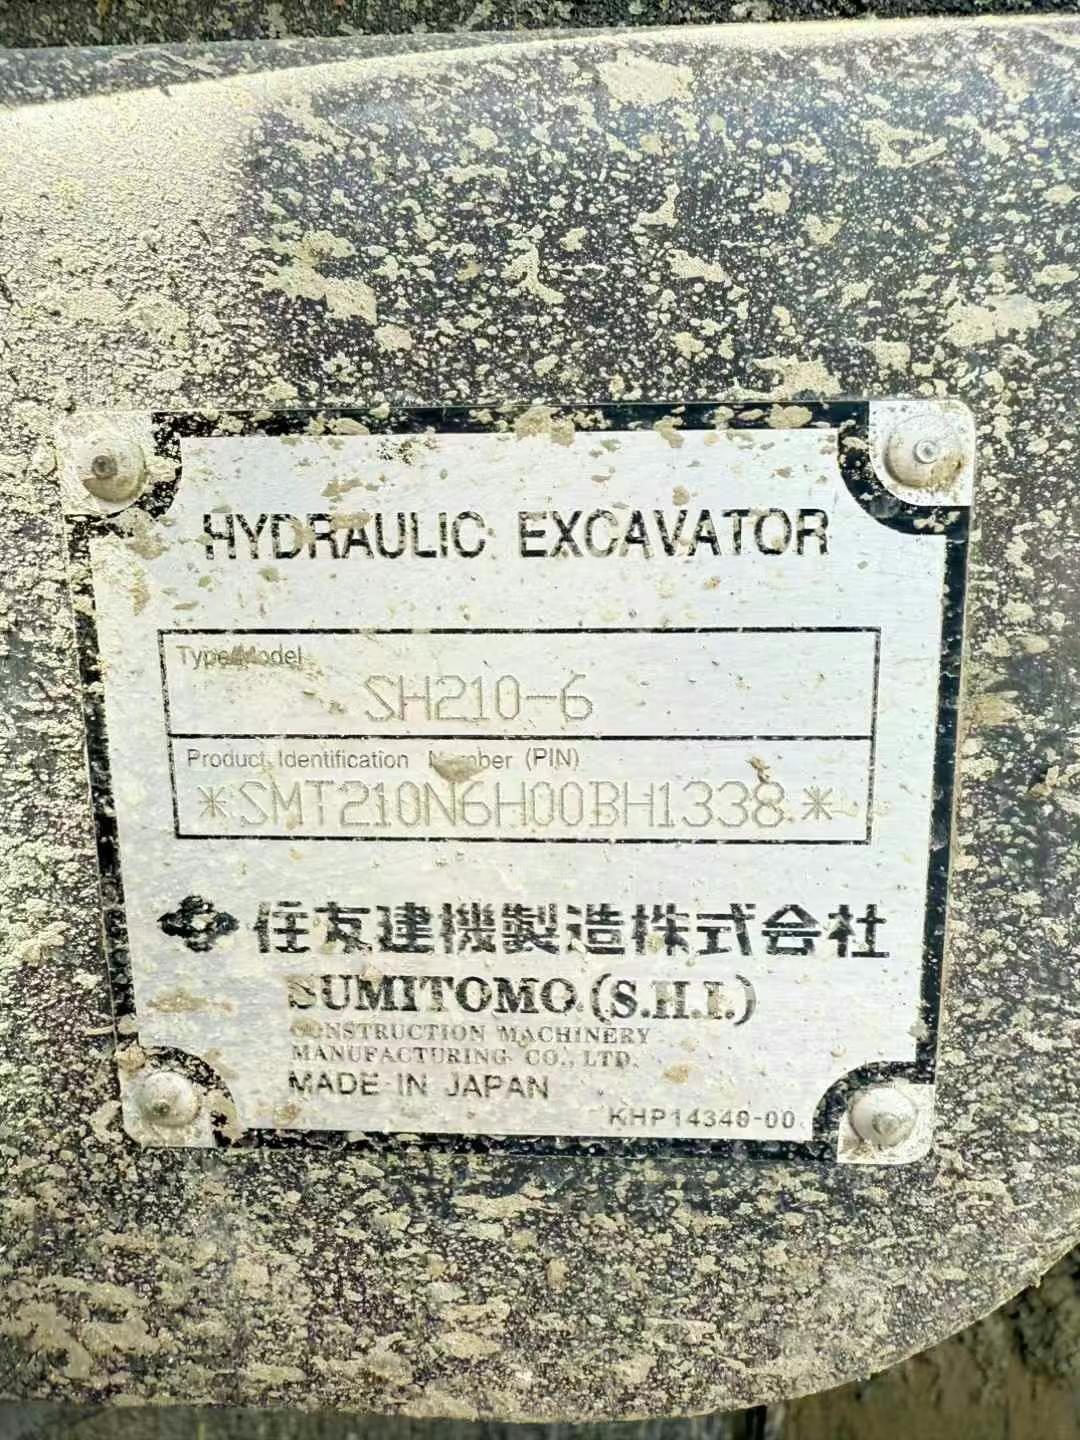 HYDRAULIC EXCAVATOR
Type/Model
SH210-6
Product Identification Number (PIN)
*SMT210N6H00BH1338*
住友建機製造株式会社
SUMITOMO (S.H.I.)
CONSTRUCTION MACHINERY
MANUFACTURING CO., LTD.
MADE IN JAPAN
KHP14340-00